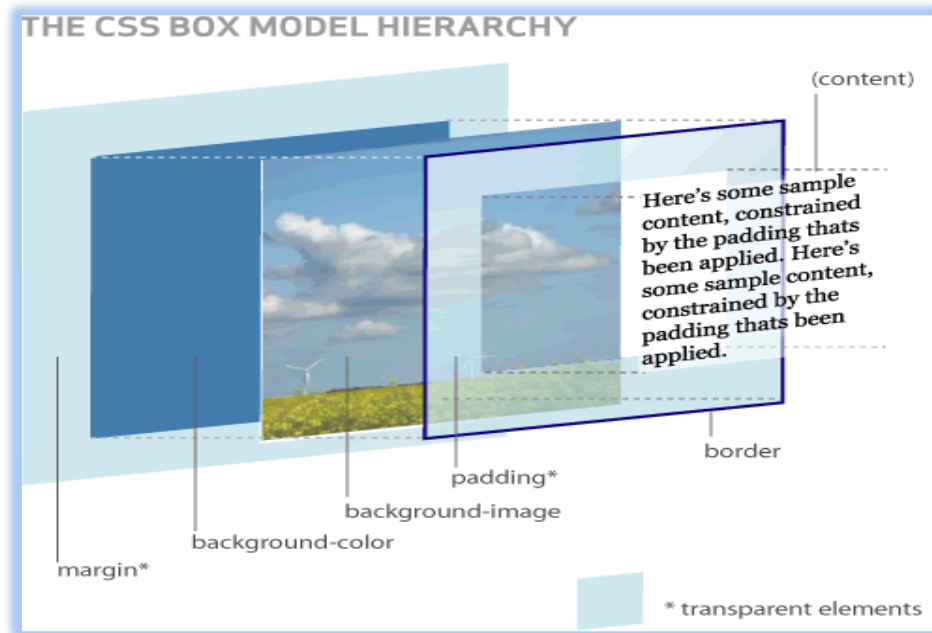 THE CSS BOX MODEL HIERARCHY
(content)
Here's some sample
content, constrained
by the padding thats
been applied. Here's
some sample content,
constrained by the
padding thats been
applied.
border
padding*
background-image
background-color
margin*
* transparent elements